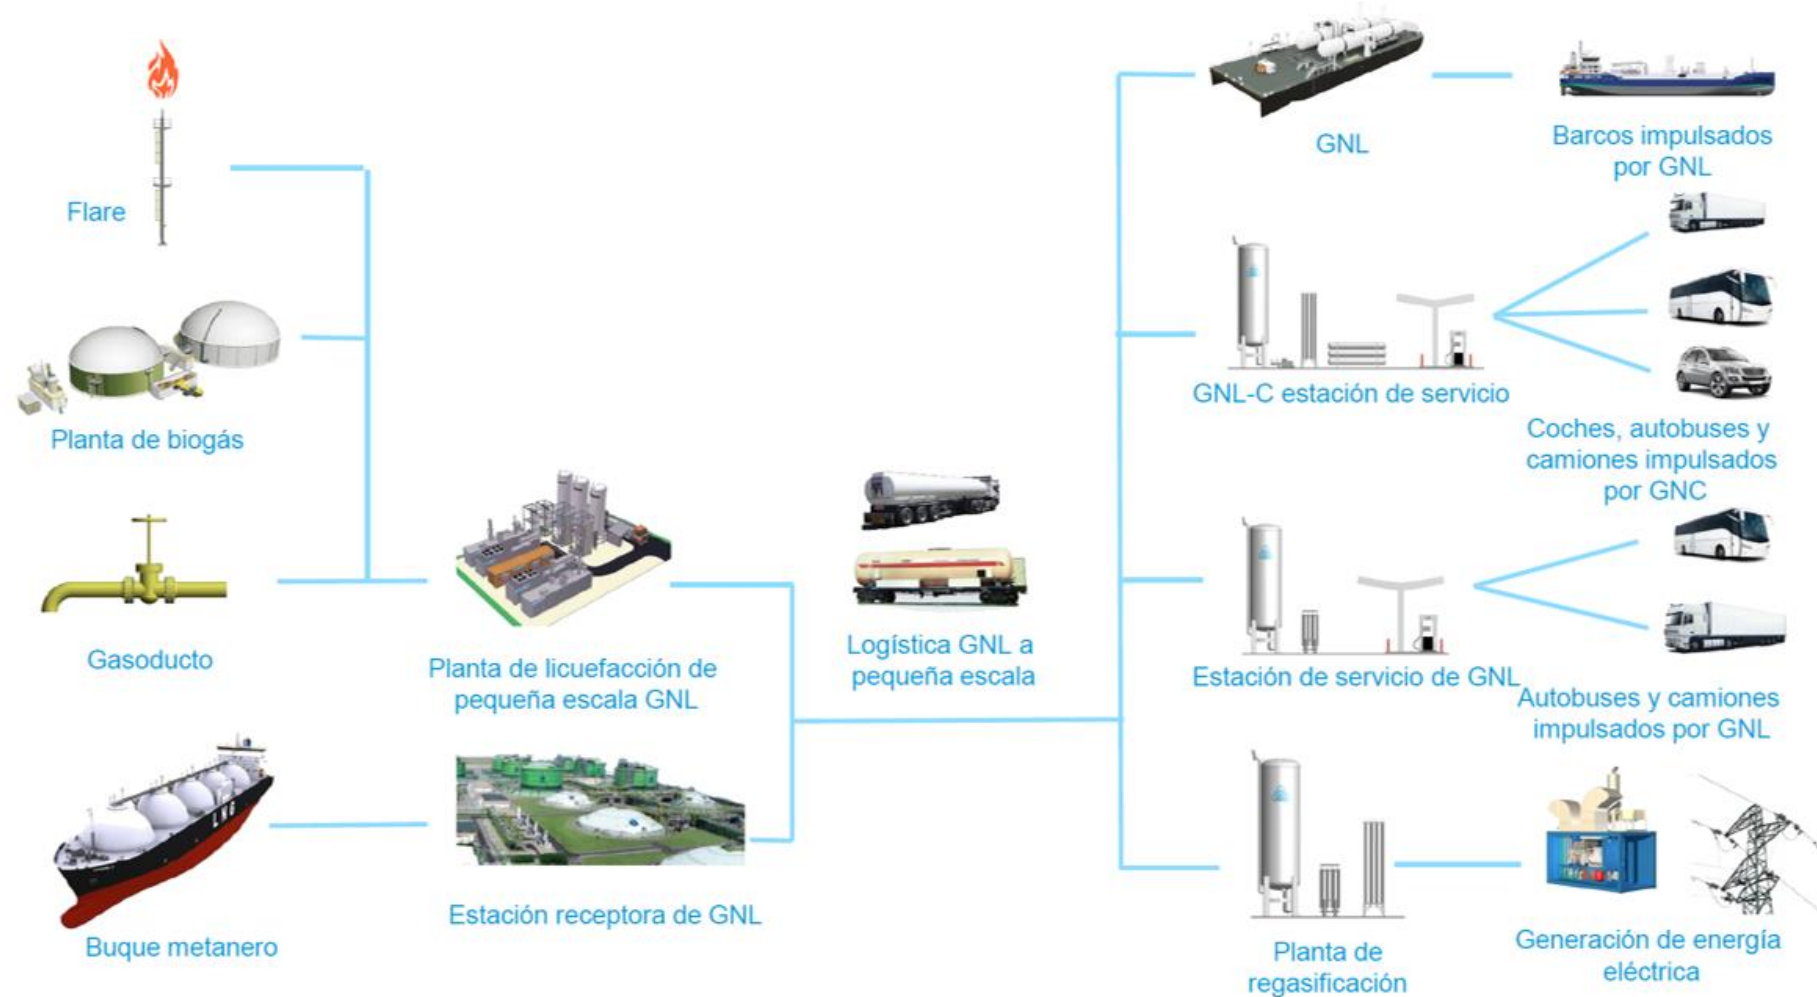 Flare
Planta de biogás
Gasoducto
Buque metanero
Planta de licuefacción de
pequeña escala GNL
Estación receptora de GNL
LNG
Logística GNL a
pequeña escala
GNL
Barcos impulsados
por GNL
GNL-C estación de servicio
Coches, autobuses y
camiones impulsados
por GNC
Estación de servicio de GNL
Autobuses y camiones
impulsados por GNL
Planta de
regasificación
Generación de energía
eléctrica